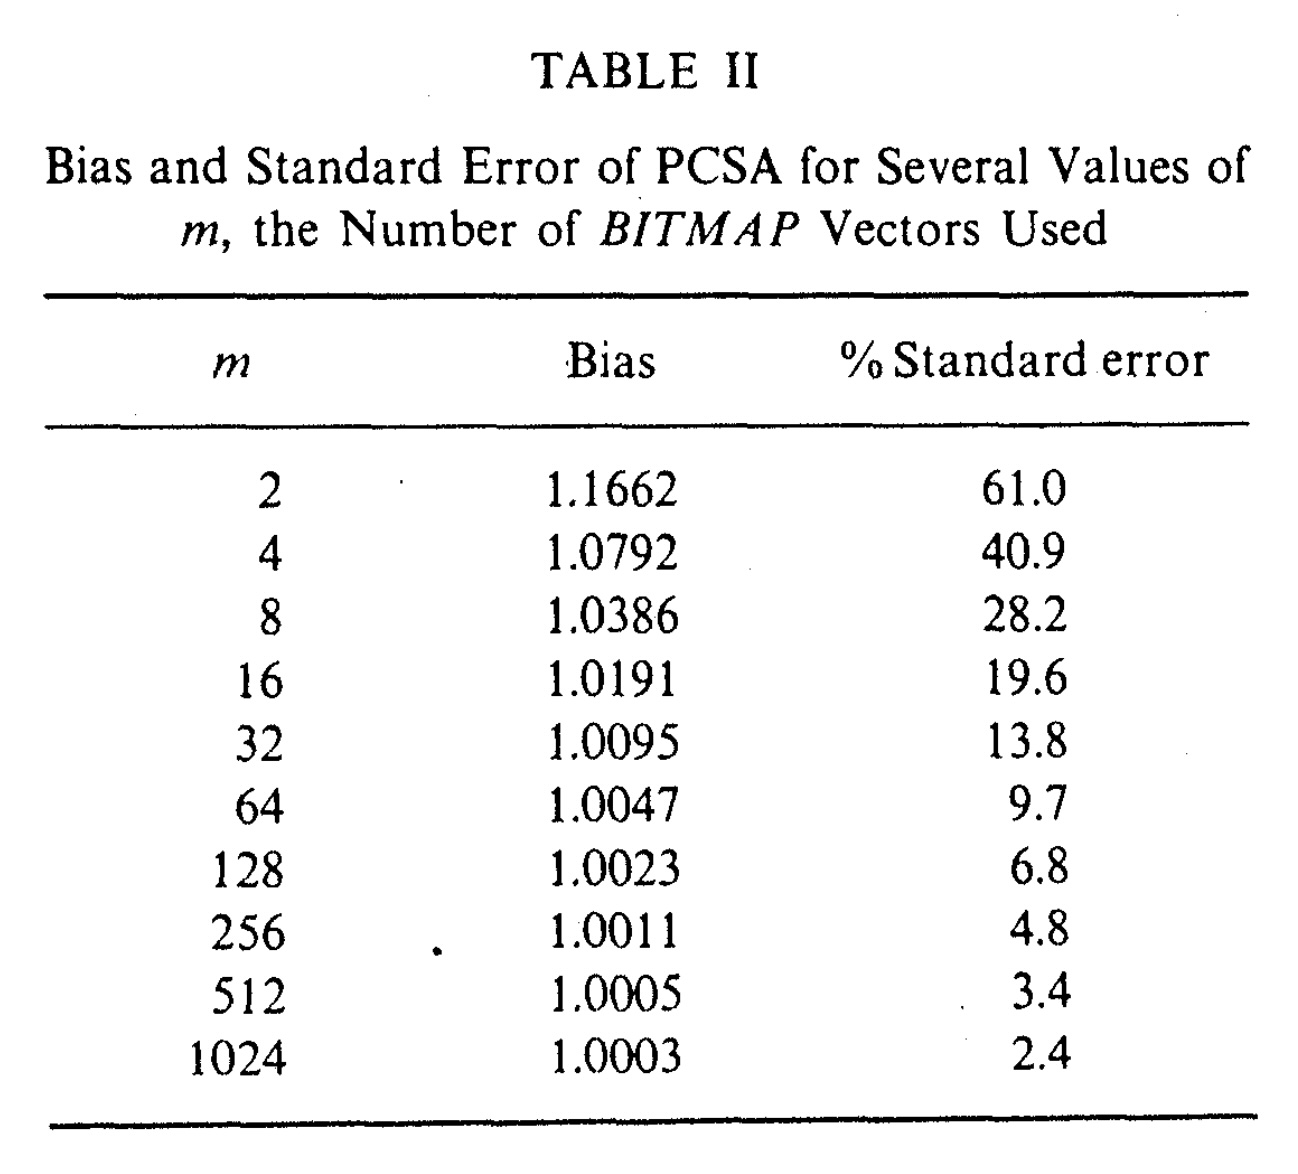 TABLE II
Bias and Standard Error of PCSA for Several Values of
m, the Number of BITMAP Vectors Used
m Bias % Standard error
2 1.1662 61.0
4 1.0792 40.9
8 1.0386 28.2
16 1.0191 19.6
32 1.0095 13.8
64 1.0047 9.7
128 1.0023 6.8
256 1.0011 4.8
512 1.0005 3.4
1024 1.0003 2.4